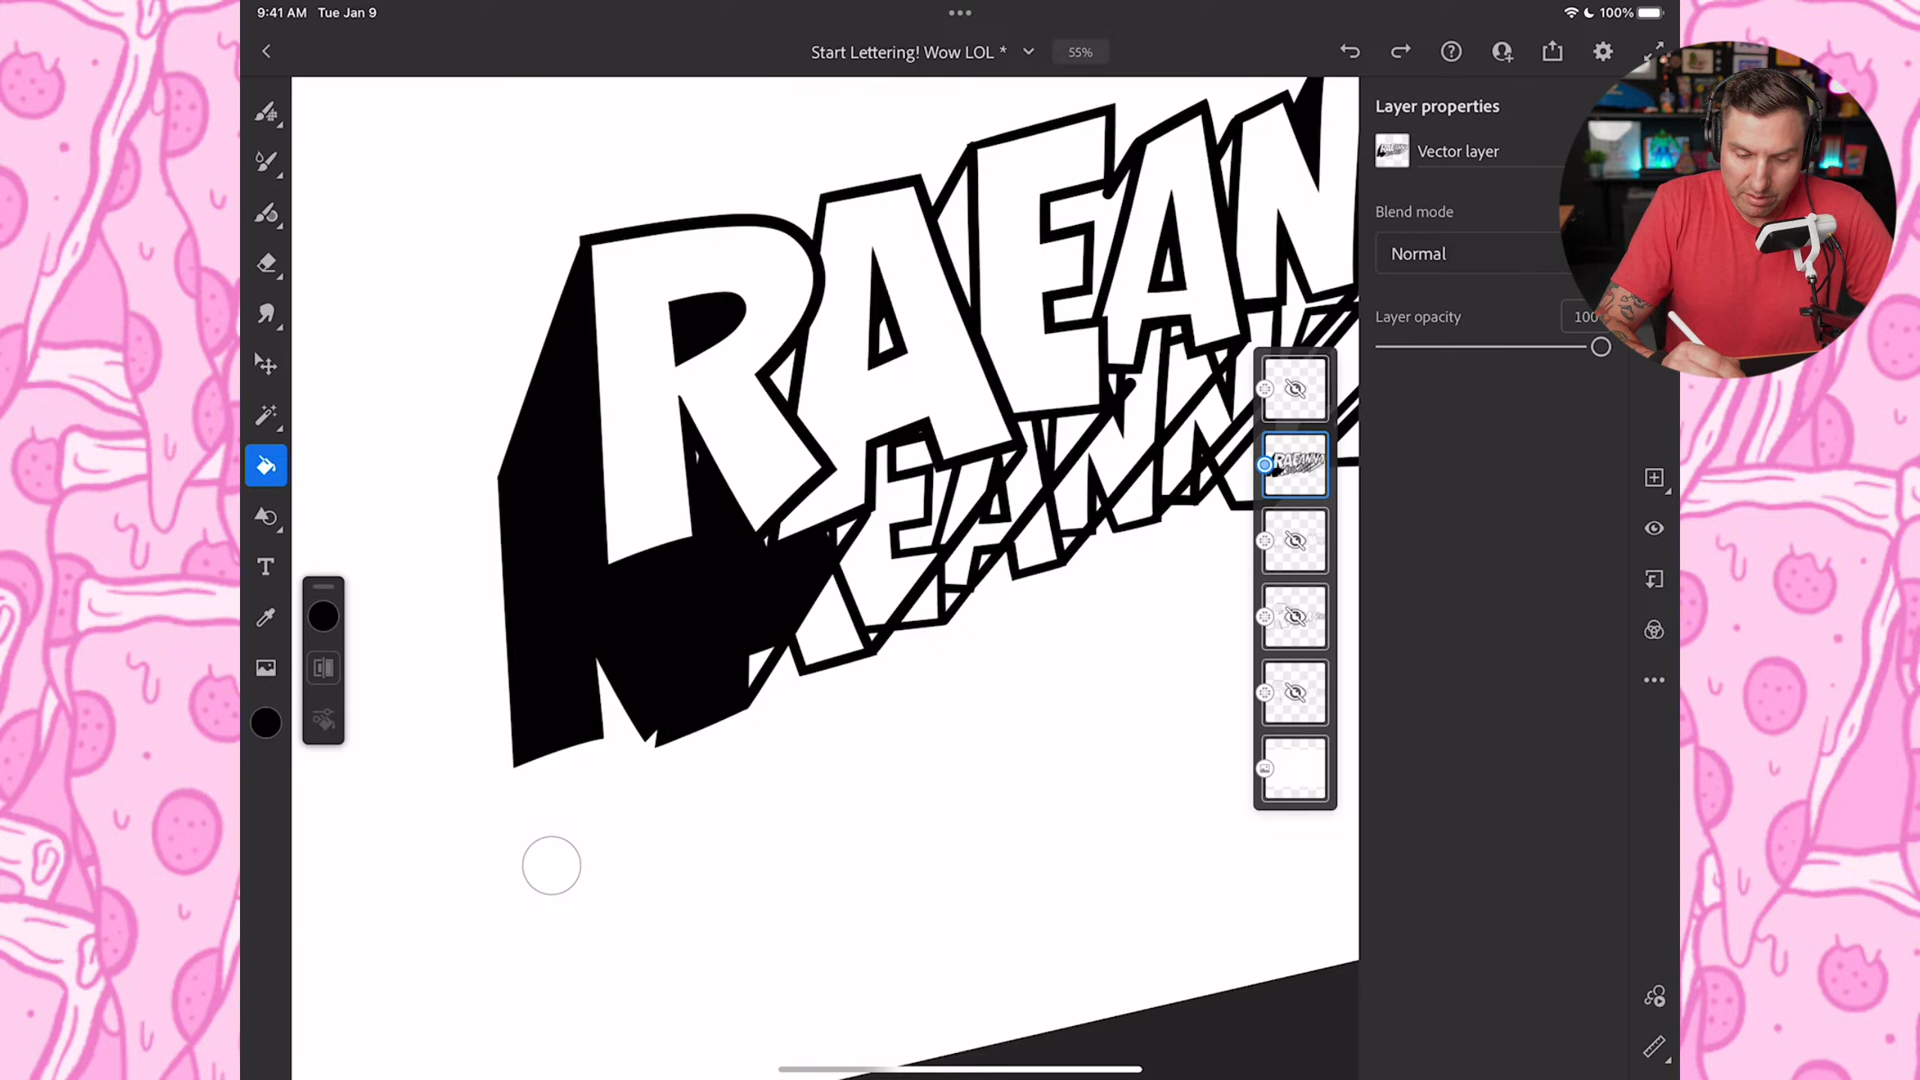 9:41 AM Tue Jan 9
100%
Start Lettering! Wow LOL *
55%
Layer properties
Vector layer
Blend mode
Normal
Layer opacity
100
RAEAN
T